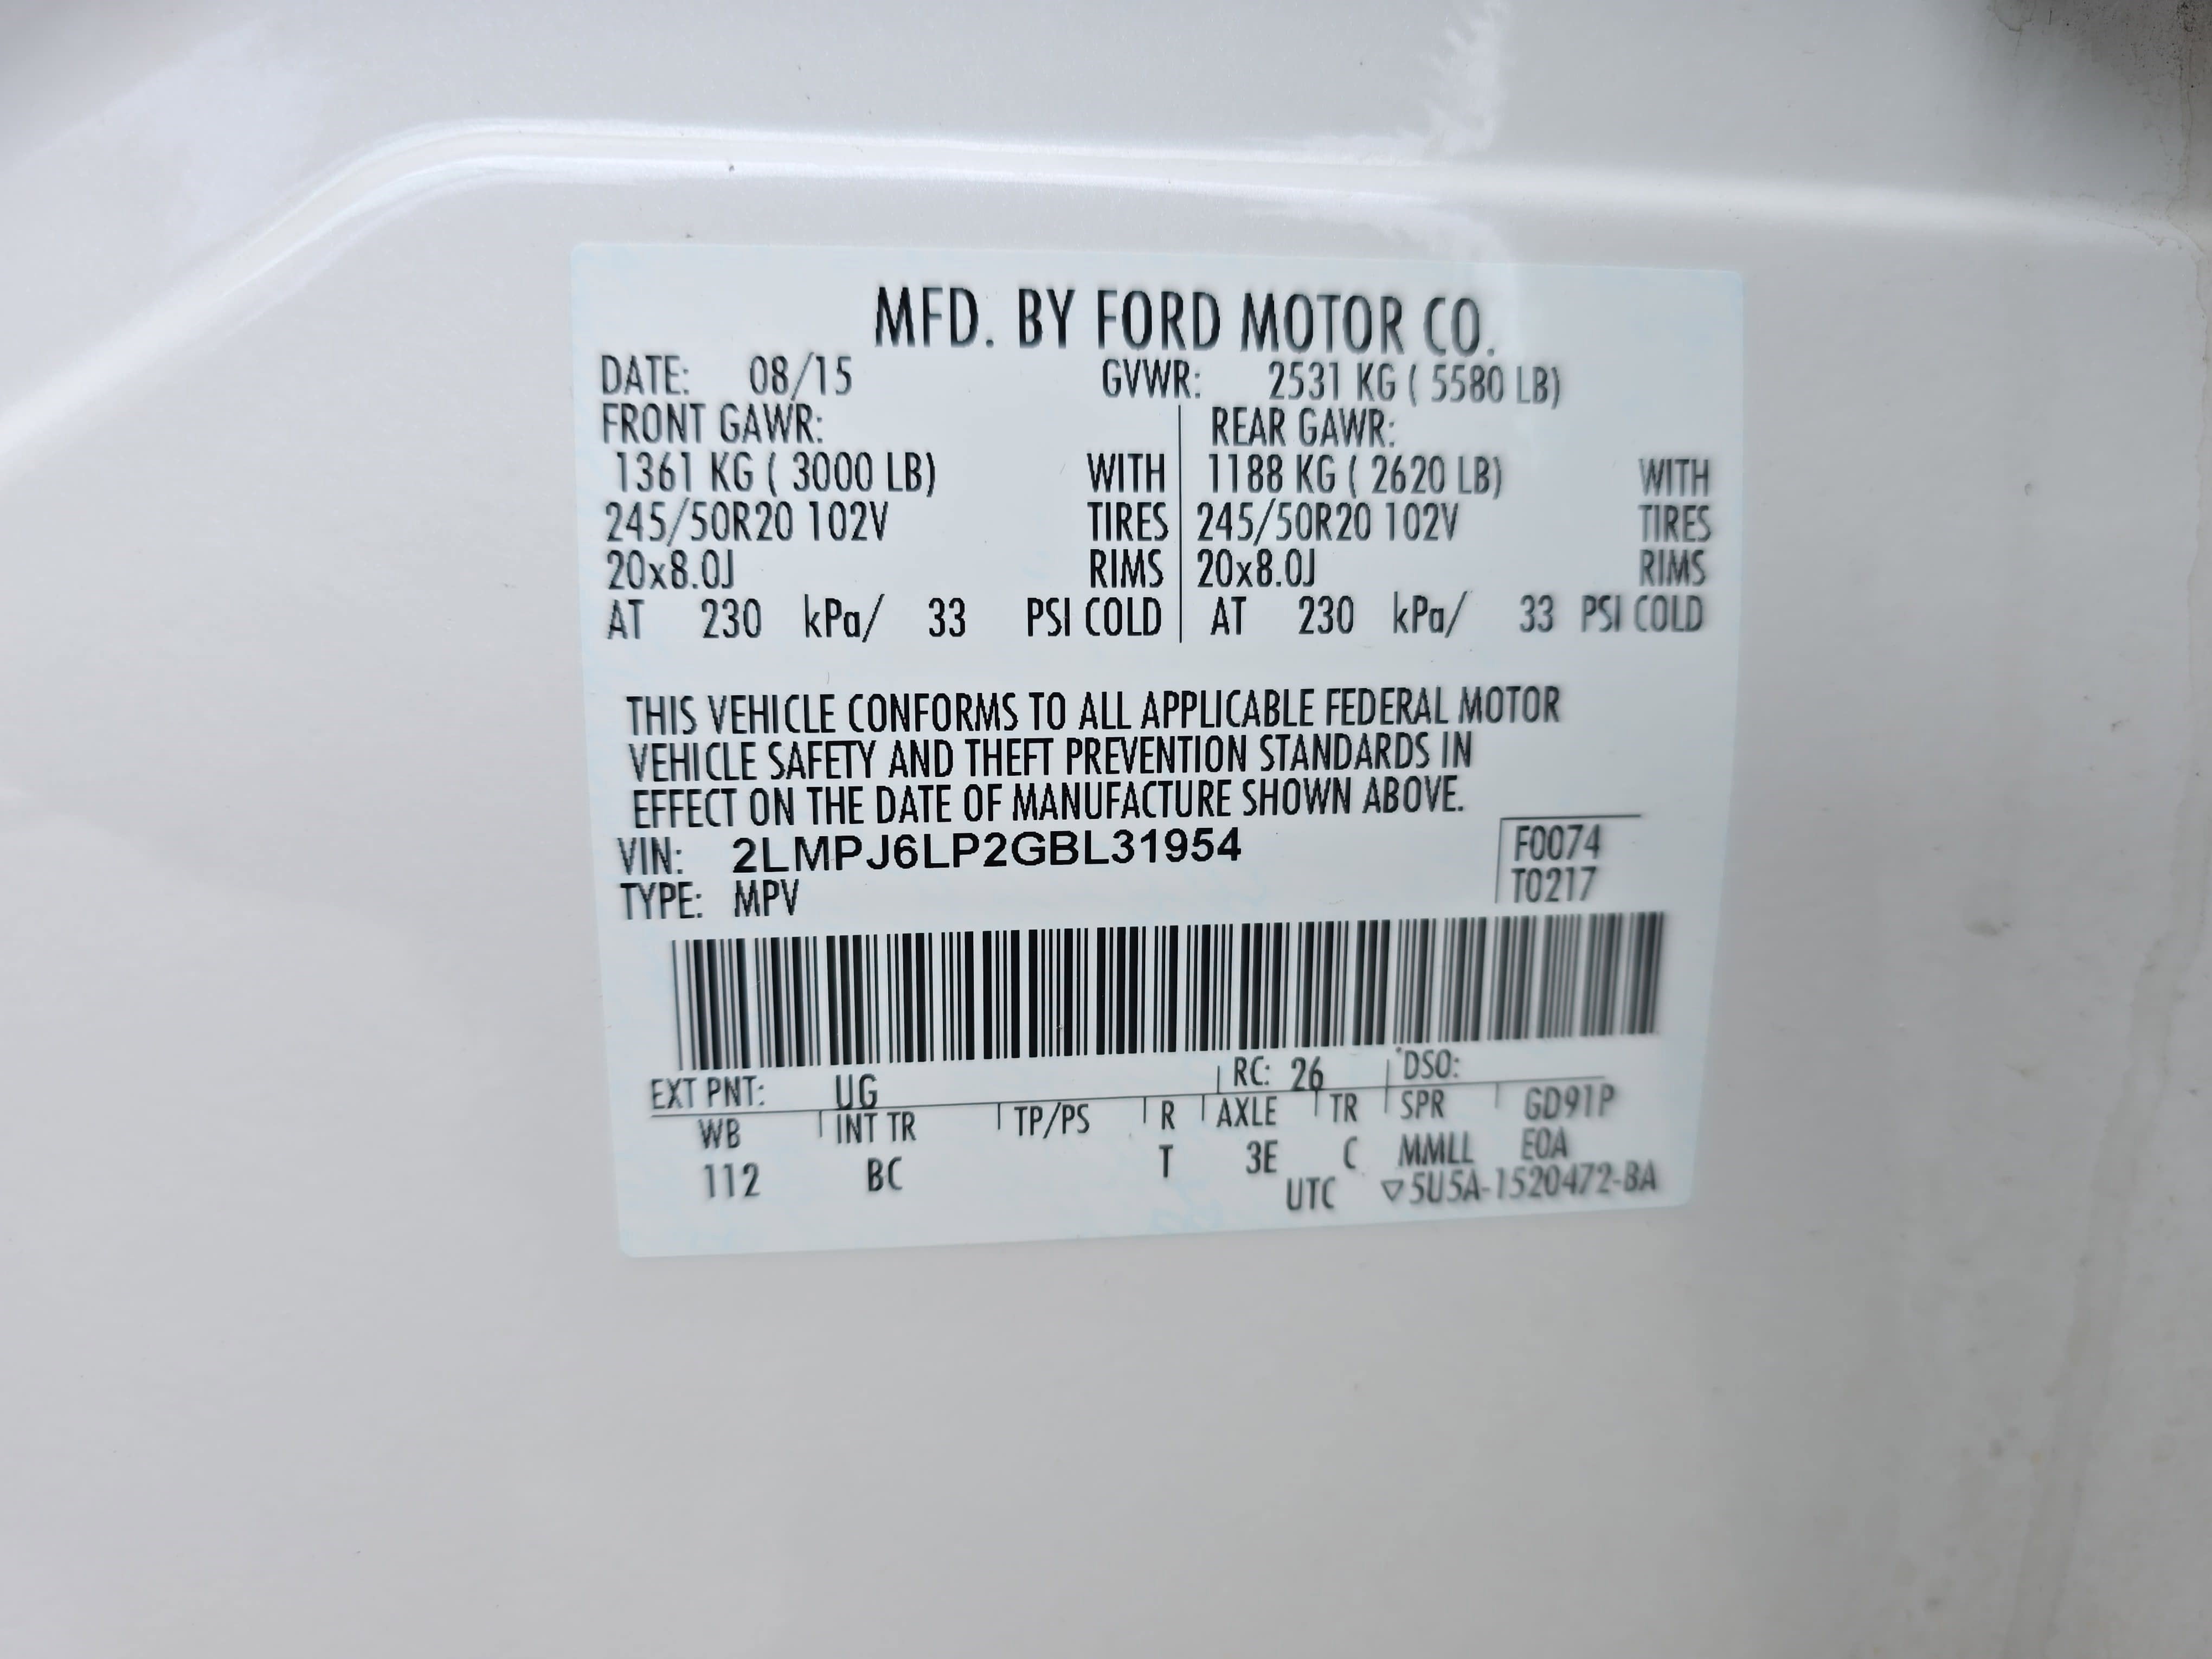 MFD. BY FORD MOTOR CO.
DATE: 08/15 GVWR: 2531 KG ( 5580 LB)
FRONT GAWR: REAR GAWR:
1361 KG ( 3000 LB) WITH 1188 KG ( 2620 LB) WITH
245/50R20 102V TIRES 245/50R20 102V TIRES
20x8.0J RIMS 20x8.0J RIMS
AT 230 kPa/ 33 PSI COLD AT 230 kPa/ 33 PSI COLD
THIS VEHICLE CONFORMS TO ALL APPLICABLE FEDERAL MOTOR
VEHICLE SAFETY AND THEFT PREVENTION STANDARDS IN
EFFECT ON THE DATE OF MANUFACTURE SHOWN ABOVE.
VIN: 2LMPJ6LP2GBL31954 F0074
TYPE: MPV T0217
EXT PNT: UG RC: 26 DSO:
WB INT TR TP/PS R AXLE TR SPR GD91P
112 BC T 3E C MMLL E0A
UTC ▽5U5A-1520472-BA